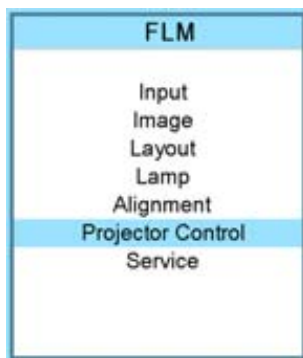 FLM
Input
Image
Layout
Lamp
Alignment
Projector Control
Service